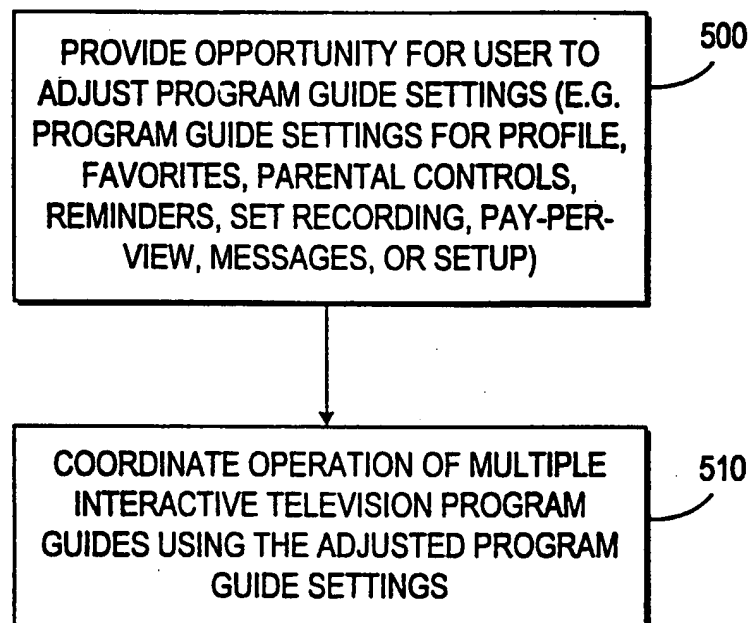 PROVIDE OPPORTUNITY FOR USER TO
ADJUST PROGRAM GUIDE SETTINGS (E.G.
PROGRAM GUIDE SETTINGS FOR PROFILE,
FAVORITES, PARENTAL CONTROLS,
REMINDERS, SET RECORDING, PAY-PER-
VIEW, MESSAGES, OR SETUP)
500
COORDINATE OPERATION OF MULTIPLE
INTERACTIVE TELEVISION PROGRAM
GUIDES USING THE ADJUSTED PROGRAM
GUIDE SETTINGS
510